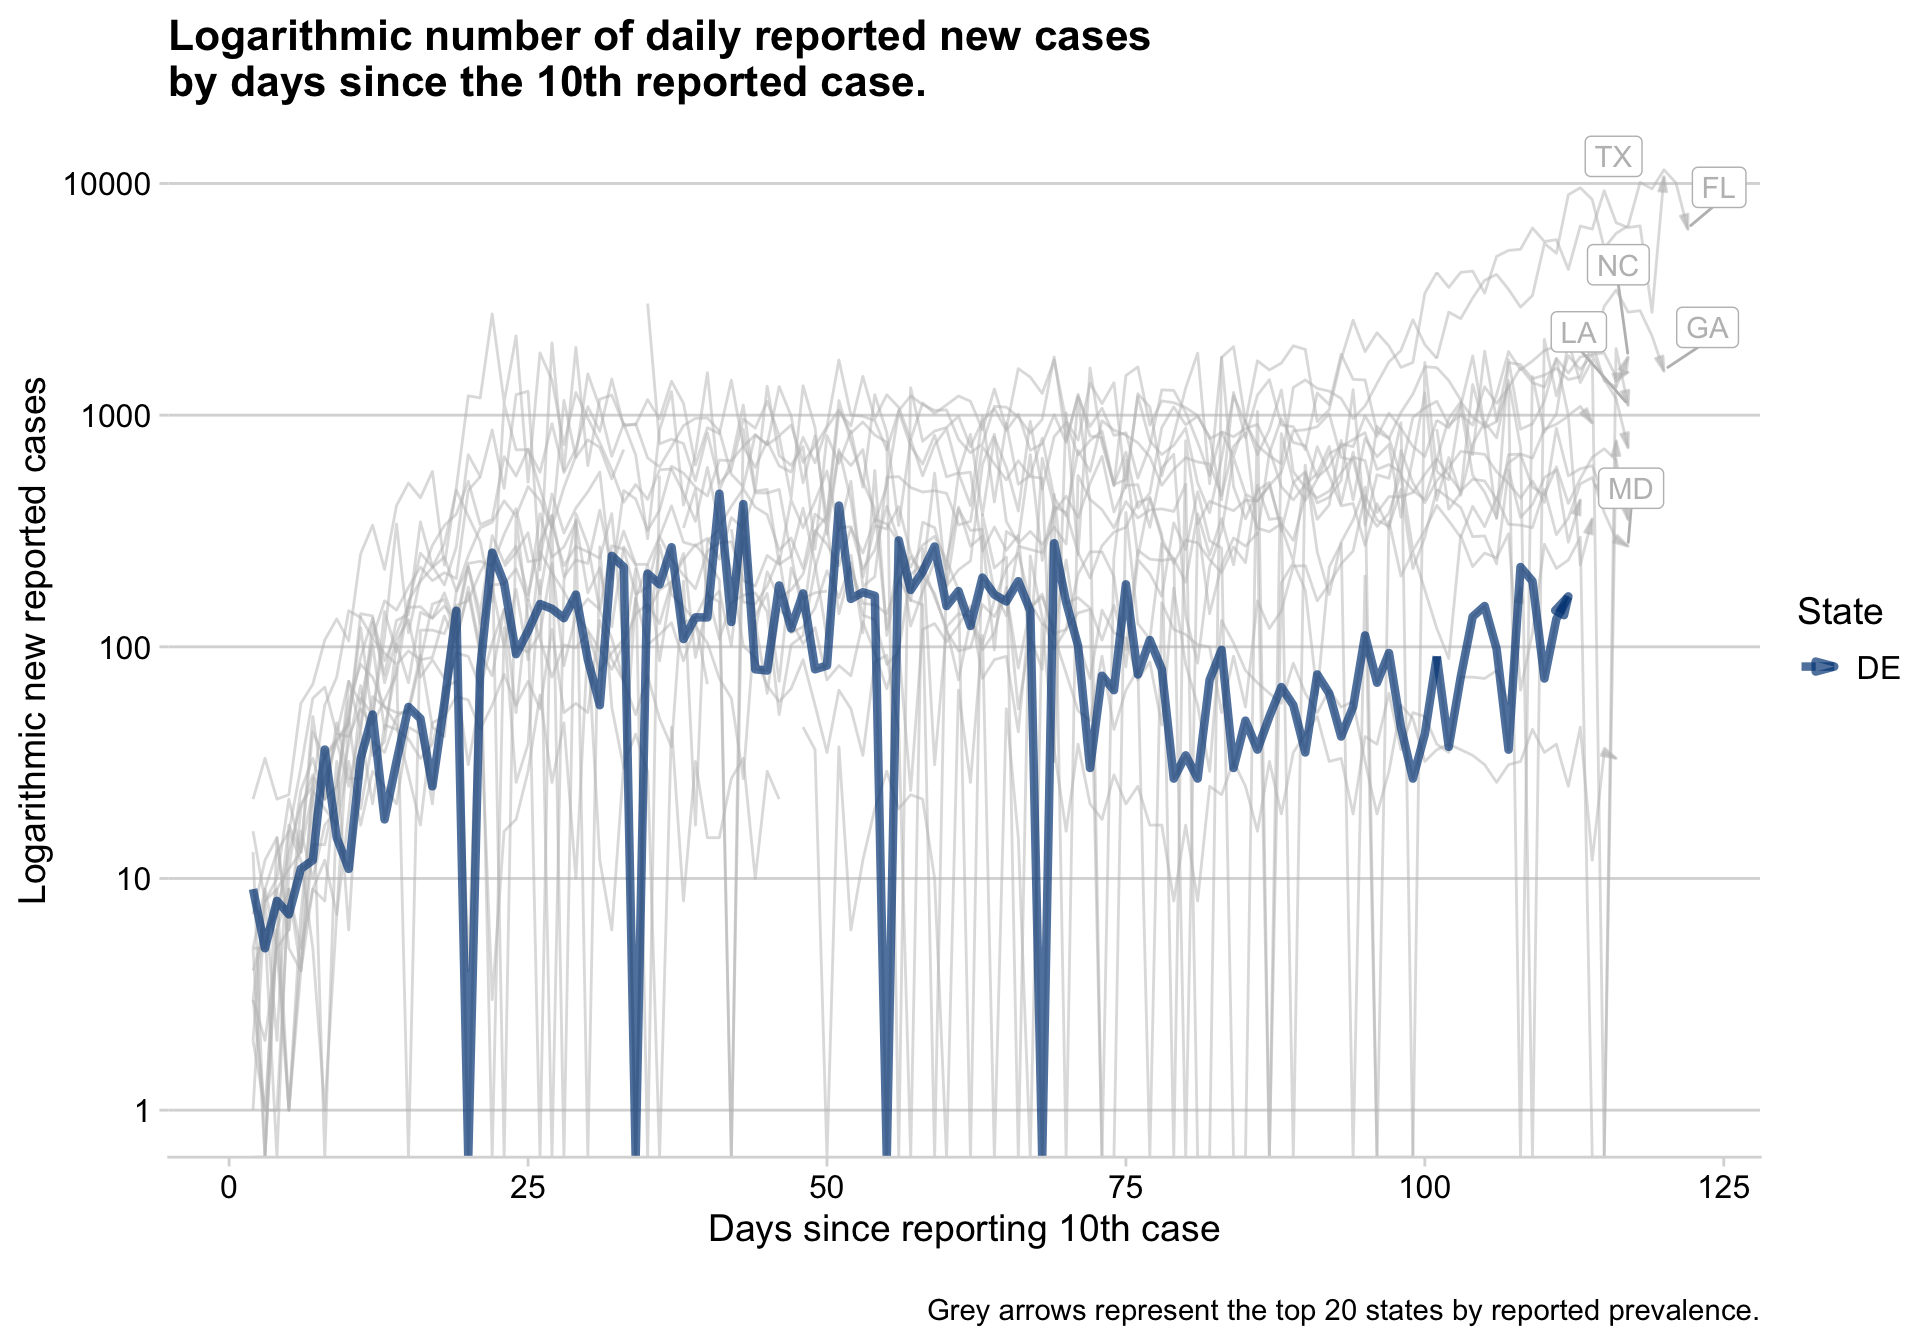 Logarithmic number of daily reported new cases
by days since the 10th reported case.
Logarithmic new reported cases
10000
1000
100
10
1
TX
FL
NC
LA
GA
MD
State
DE
0
25
50
75
100
125
Days since reporting 10th case
Grey arrows represent the top 20 states by reported prevalence.